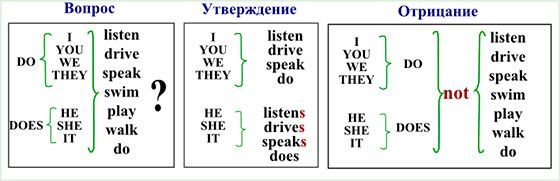 Вопрос
DO
I
YOU
WE
THEY
DOES
HE
SHE
IT
listen
drive
speak
swim
play
walk
do
?
Утверждение
I
YOU
WE
THEY
listen
drive
speak
do
HE
SHE
IT
listens
drives
speaks
does
Отрицание
I
YOU
WE
THEY
DO
HE
SHE
IT
DOES
not
listen
drive
speak
swim
play
walk
do